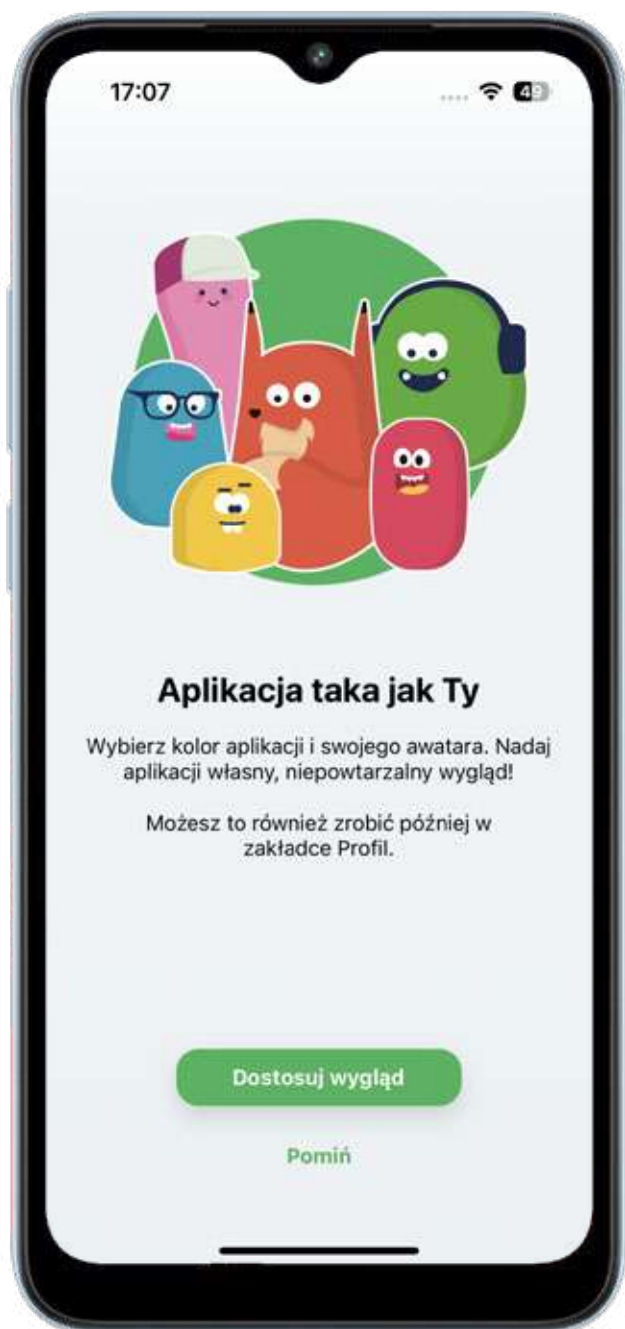 17:07
49
Aplikacja taka jak Ty
Wybierz kolor aplikacji i swojego awatara. Nadaj
aplikacji własny, niepowtarzalny wygląd!
Możesz to również zrobić później w
zakładce Profil.
Dostosuj wygląd
Pomiń